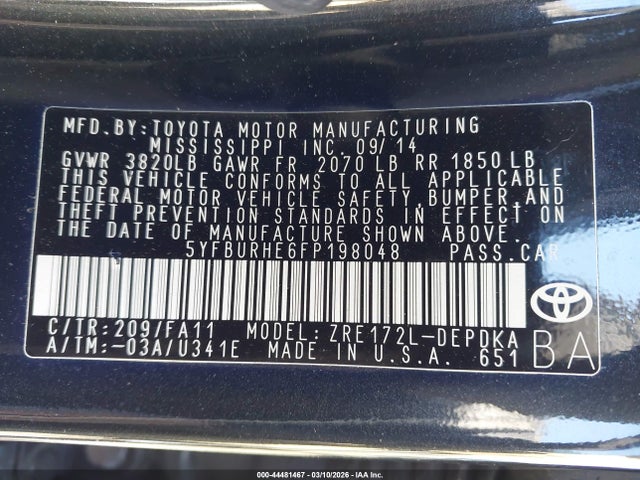 MFD.BY:TOYOTA MOTOR MANUFACTURING
MISSISSIPPI INC.09/14
GVWR 3820LB GAWR FR 2070 LB RR 1850 LB
THIS VEHICLE CONFORMS TO ALL APPLICABLE
FEDERAL MOTOR VEHICLE SAFETY,BUMPER,AND
THEFT PREVENTION STANDARDS IN EFFECT ON
THE DATE OF MANUFACTURE SHOWN ABOVE.
5YFBURHE6FP198048 PASS.CAR
C/TR:209/FA11 MODEL:ZRE172L-DEPDKA
A/TM:-03A/U341E MADE IN U.S.A. 651
BA
000-44481467 — 03/10/2026 — IAA Inc.